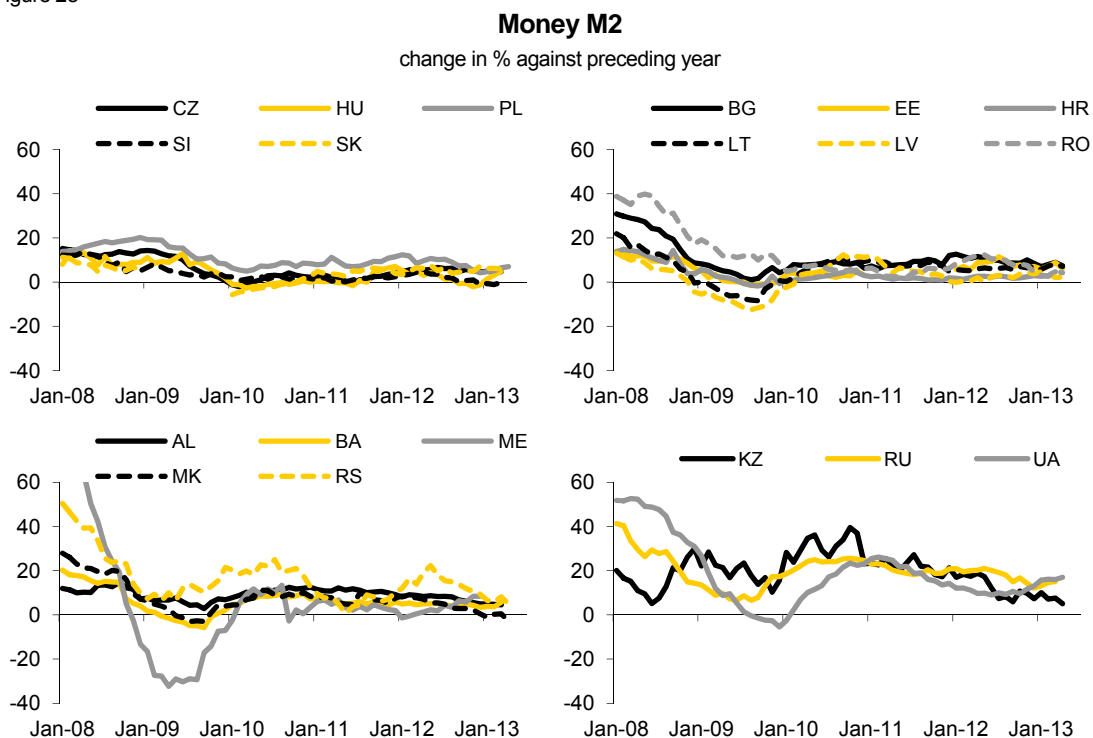 Money M2
change in % against preceding year
CZ HU PL
SI SK
60
40
20
0
-20
-40
Jan-08 Jan-09 Jan-10 Jan-11 Jan-12 Jan-13
BG EE HR
LT LV RO
60
40
20
0
-20
-40
Jan-08 Jan-09 Jan-10 Jan-11 Jan-12 Jan-13
AL BA ME
MK RS
60
40
20
0
-20
-40
Jan-08 Jan-09 Jan-10 Jan-11 Jan-12 Jan-13
KZ RU UA
60
40
20
0
-20
-40
Jan-08 Jan-09 Jan-10 Jan-11 Jan-12 Jan-13